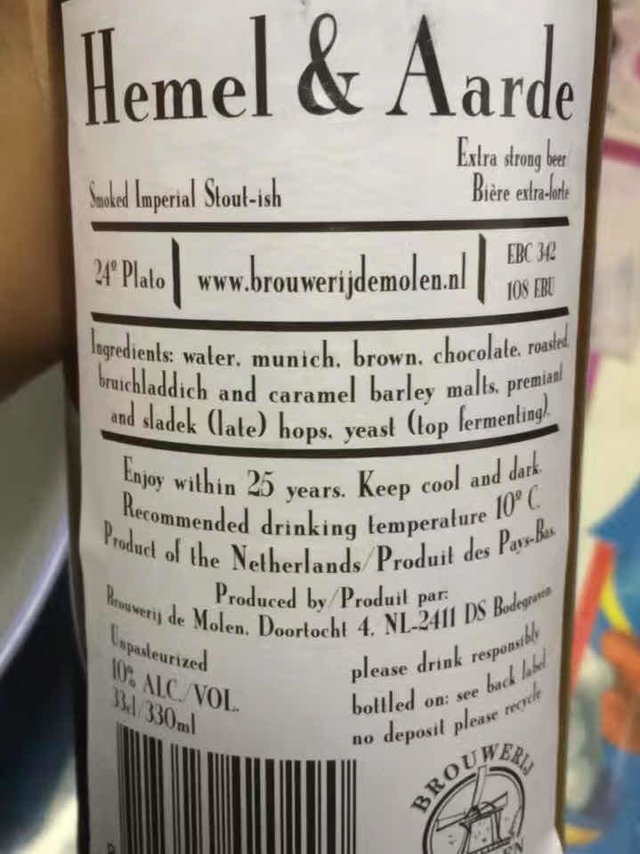 Hemel & Aarde
Extra strong beer
Smoked Imperial Stout-ish
Bière extra-forte
24° Plato
www.brouwerijdemolen.nl
EBC 342
108 EBU
Ingredients: water, munich, brown, chocolate, roasted,
bruichladdich and caramel barley malts, premiant
and sladek (late) hops, yeast (top fermenting).
Enjoy within 25 years. Keep cool and dark.
Recommended drinking temperature 10° C
Product of the Netherlands/Produit des Pays-Bas
Produced by/Produit par:
Brouwerij de Molen, Doortocht 4, NL-2411 DS Bodegraven
Unpasteurized
10% ALC./VOL.
33cl/330ml
please drink responsibly
bottled on: see back label
no deposit please recycle
BROUWERIJ